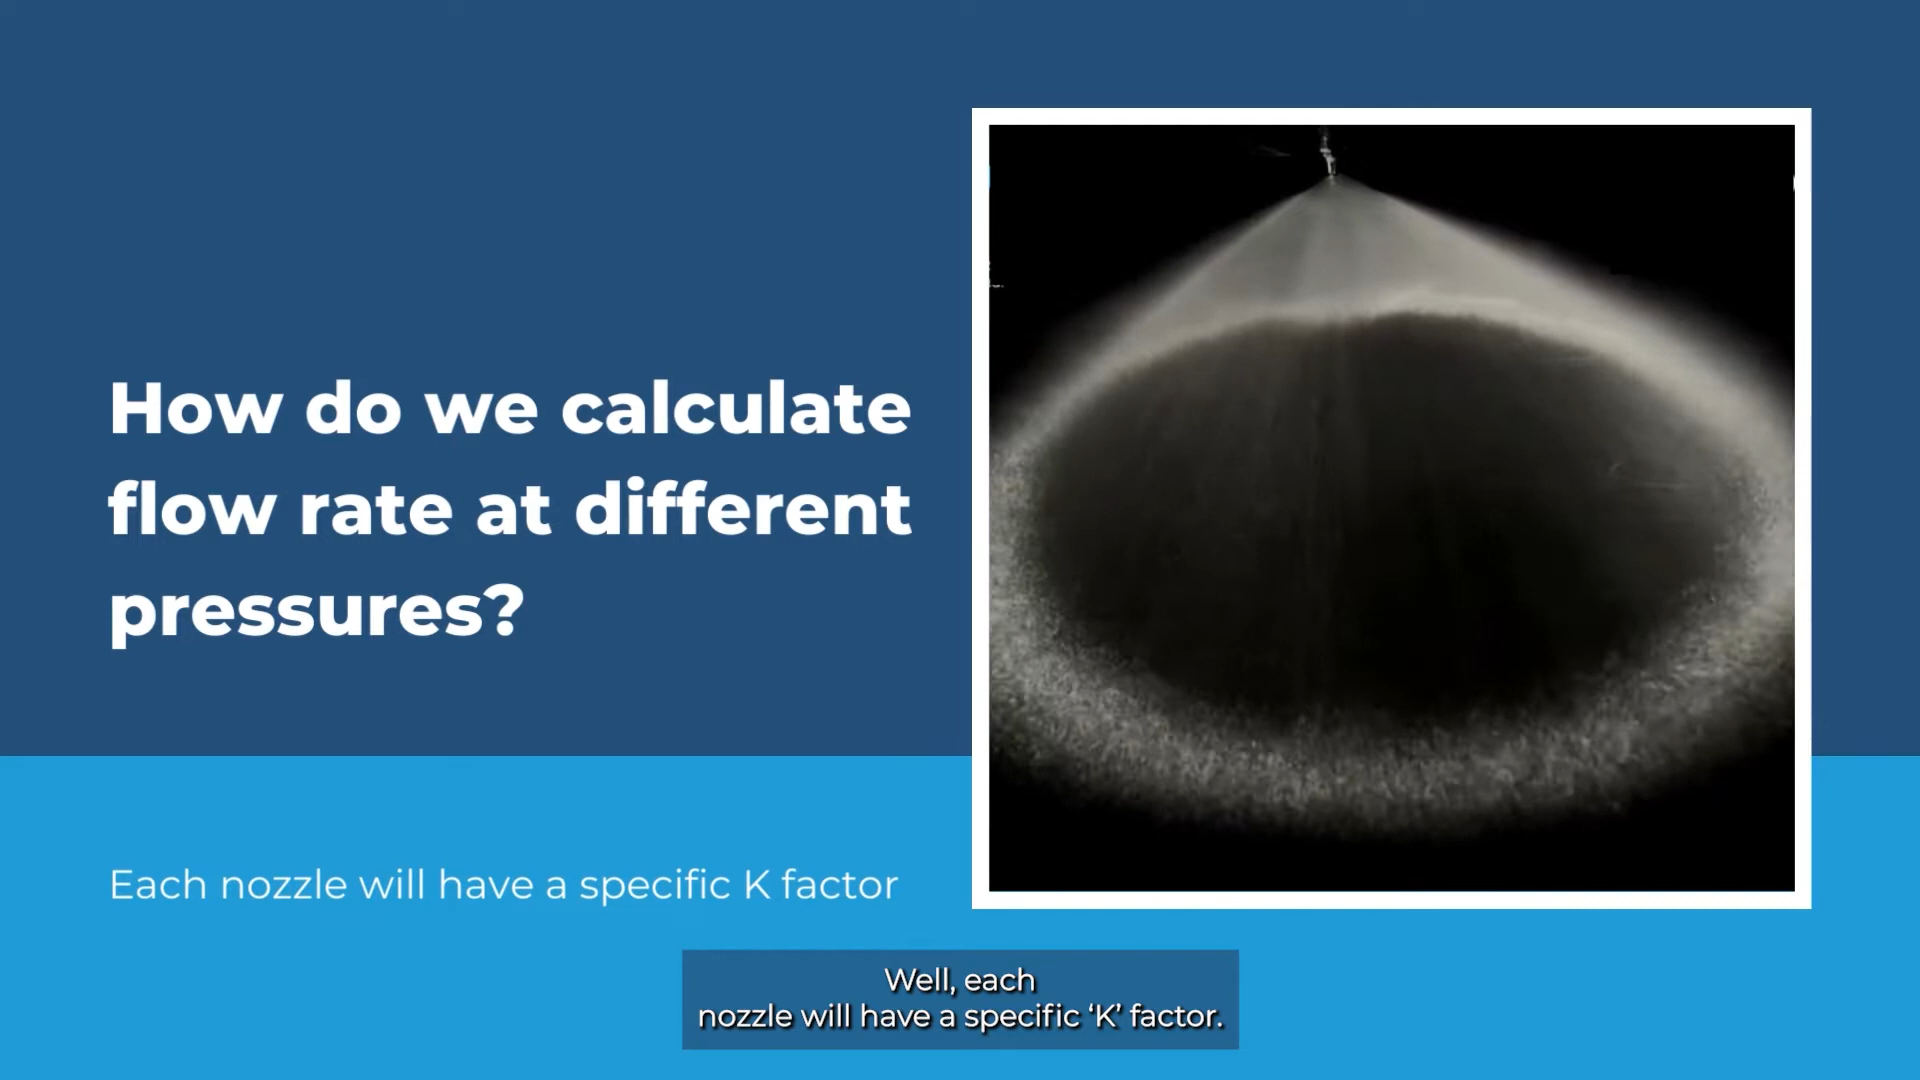 How do we calculate
flow rate at different
pressures?
Each nozzle will have a specific K factor
Well, each
nozzle will have a specific ‘K’ factor.